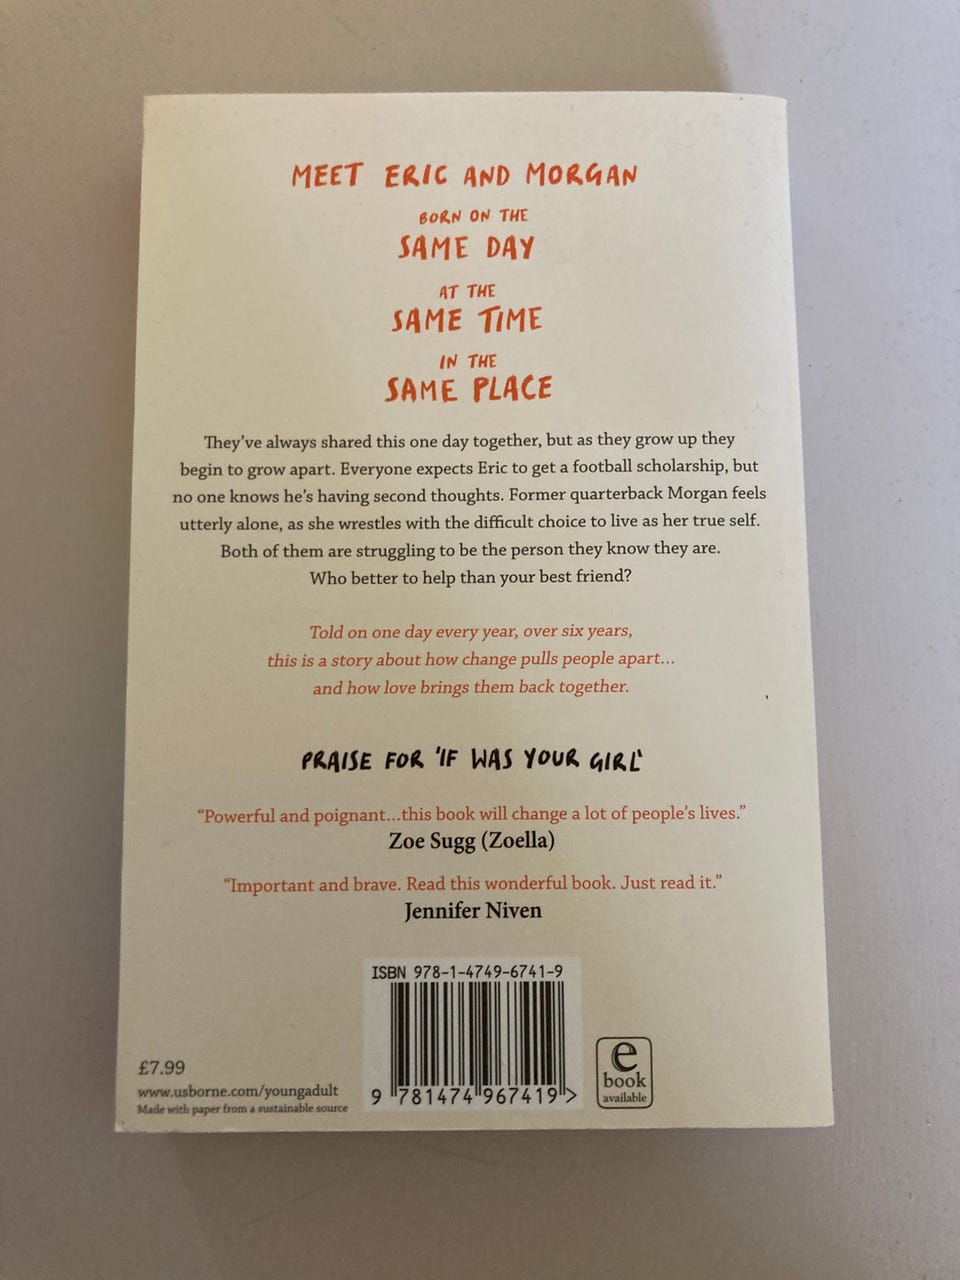 MEET ERIC AND MORGAN
BORN ON THE
SAME DAY
AT THE
SAME TIME
IN THE
SAME PLACE
They've always shared this one day together, but as they grow up they
begin to grow apart. Everyone expects Eric to get a football scholarship, but
no one knows he's having second thoughts. Former quarterback Morgan feels
utterly alone, as she wrestles with the difficult choice to live as her true self.
Both of them are struggling to be the person they know they are.
Who better to help than your best friend?
Told on one day every year, over six years,
this is a story about how change pulls people apart...
and how love brings them back together.
PRAISE FOR 'IF WAS YOUR GIRL'
"Powerful and poignant...this book will change a lot of people's lives."
Zoe Sugg (Zoella)
"Important and brave. Read this wonderful book. Just read it."
Jennifer Niven
ISBN 978-1-4749-6741-9
9 781474 967419 >
£7.99
www.usborne.com/youngadult
Made with paper from a sustainable source
e
book
available